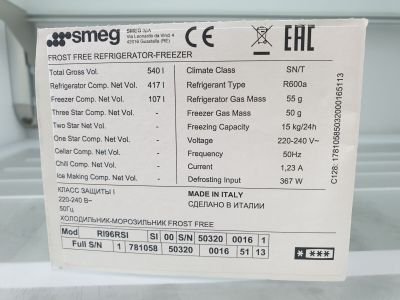 smeg
SMEG SpA
Via Leonardo da Vinci 4
42016 Guastalla (RE)
CE
EAC
FROST FREE REFRIGERATOR-FREEZER
Total Gross Vol. 540 l
Refrigerator Comp. Net Vol. 417 l
Freezer Comp. Net Vol. 107 l
Three Star Comp. Net Vol. -
Two Star Net Vol. -
One Star Comp. Net Vol. -
Cellar Comp. Net Vol. -
Chill Comp. Net Vol. -
Ice Making Comp. Net Vol. -
Climate Class SN/T
Refrigerant Type R600a
Refrigerator Gas Mass 55 g
Freezer Gas Mass 50 g
Freezing Capacity 15 kg/24h
Voltage 220-240 V~
Frequency 50Hz
Current 1,23 A
Defrosting Input 367 W
КЛАСС ЗАЩИТЫ I
220-240 В~
50Гц
MADE IN ITALY
СДЕЛАНО В ИТАЛИИ
ХОЛОДИЛЬНИК-МОРОЗИЛЬНИК FROST FREE
Mod RI96RSI SI 00 S/N 50320 0016 1
Full S/N 1 781058 50320 0016 51 13
* ***
C128: 17810585032000165113